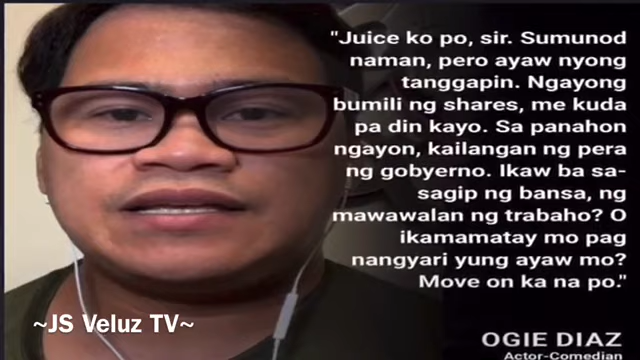 "Juice ko po, sir. Sumunod
naman, pero ayaw nyong
tanggapin. Ngayong
bumili ng shares, me kuda
pa din kayo. Sa panahon
ngayon, kailangan ng pera
ng gobyerno. Ikaw ba sa-
sagip ng bansa, ng
mawawalan ng trabaho? O
ikamamatay mo pag
nangyari yung ayaw mo?
Move on ka na po."
~JS Veluz TV~
OGIE DIAZ
Actor-Comedian